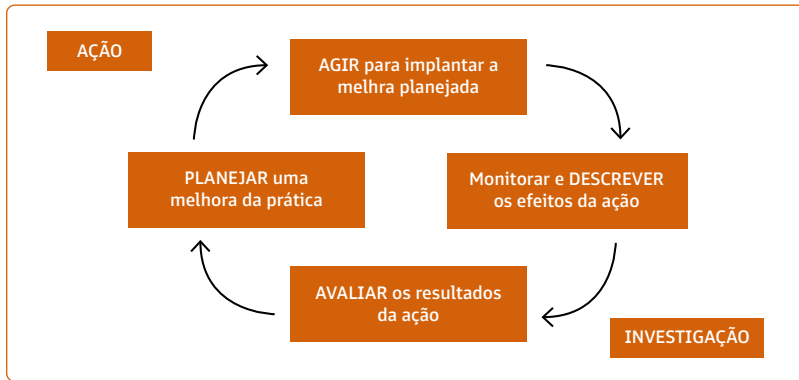 AÇÃO
AGIR para implantar a
melhra planejada
PLANEJAR uma
melhora da prática
Monitorar e DESCREVER
os efeitos da ação
AVALIAR os resultados
da ação
INVESTIGAÇÃO